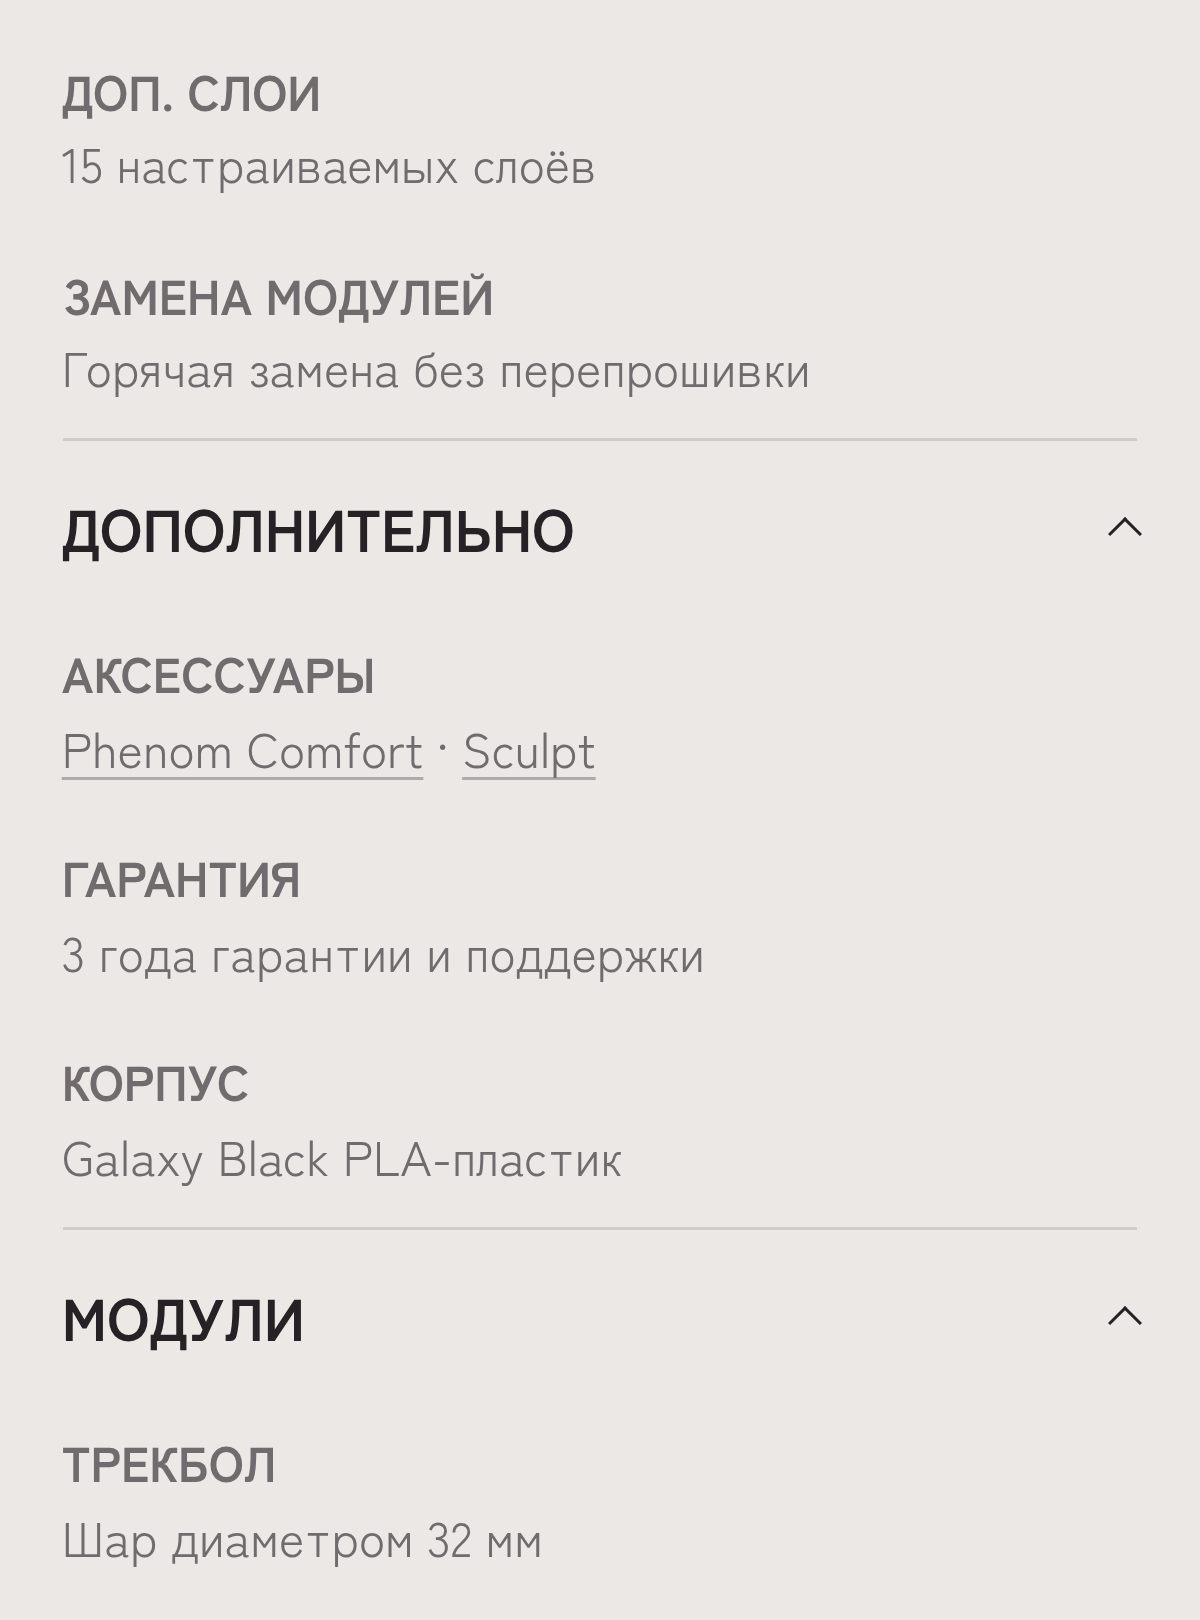 ДОП. СЛОИ
15 настраиваемых слоёв
ЗАМЕНА МОДУЛЕЙ
Горячая замена без перепрошивки
ДОПОЛНИТЕЛЬНО
АКСЕССУАРЫ
Phenom Comfort · Sculpt
ГАРАНТИЯ
3 года гарантии и поддержки
КОРПУС
Galaxy Black PLA-пластик
МОДУЛИ
ТРЕКБОЛ
Шар диаметром 32 мм